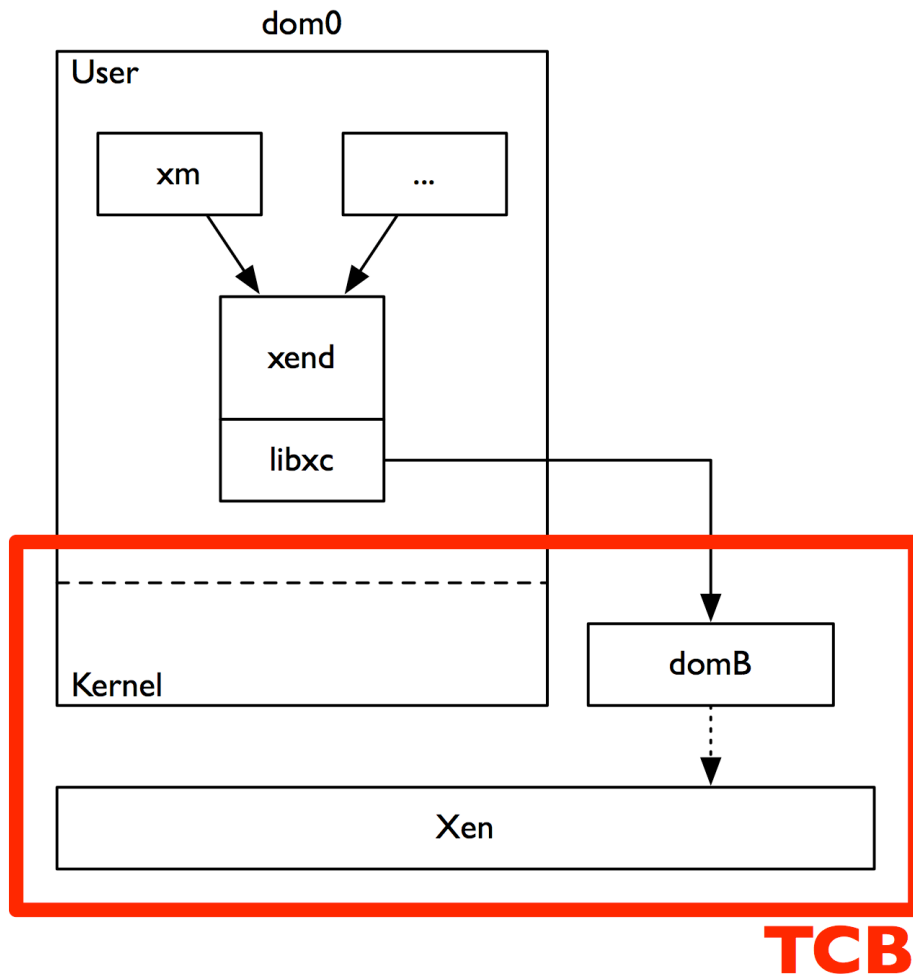 dom0
User
xm
...
xend
libxc
domB
Kernel
Xen
TCB